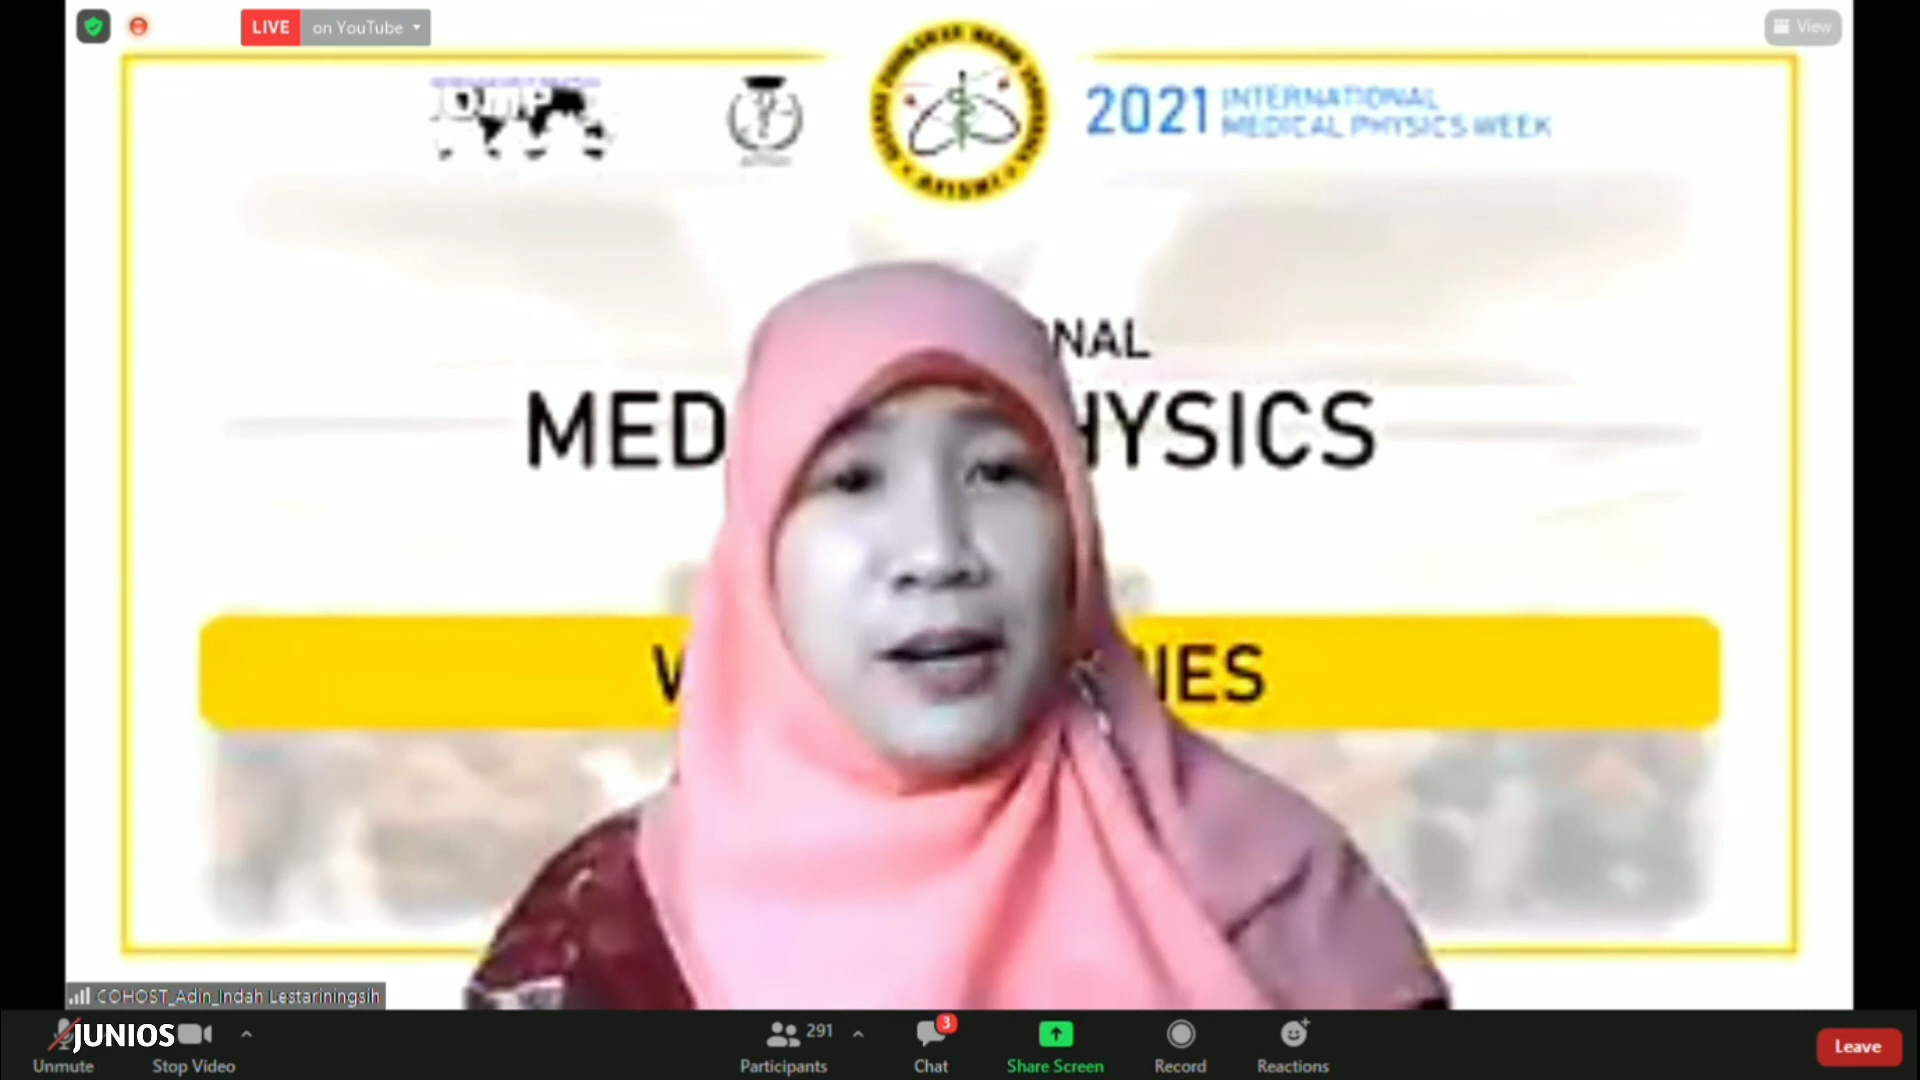 LIVE on YouTube
View
2021 INTERNATIONAL
MEDICAL PHYSICS WEEK
NAL
MED HYSICS
IES
COHOST_Adin_Indah Lestariningsih
JUNIOS
Unmute
Stop Video
291
Participants
3
Chat
Share Screen
Record
Reactions
Leave